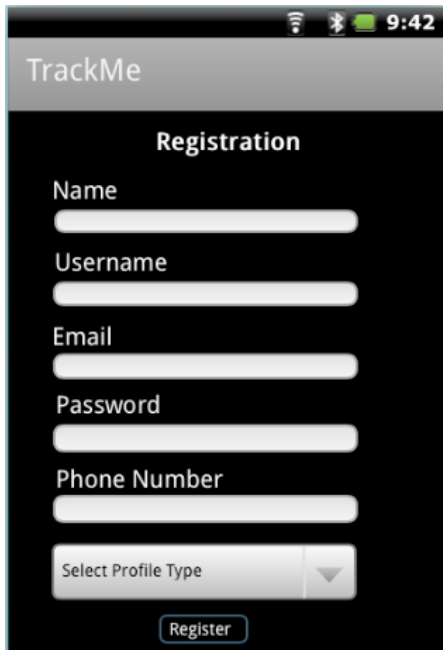 9:42
TrackMe
Registration
Name
Username
Email
Password
Phone Number
Select Profile Type
Register